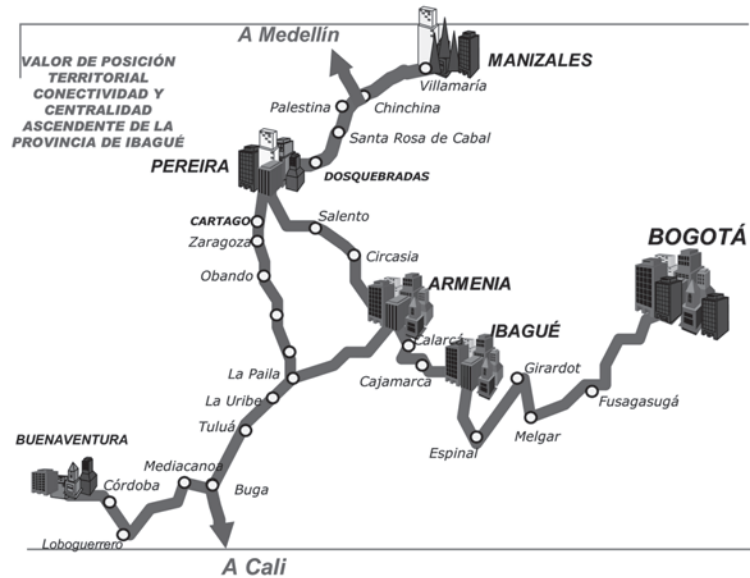 VALOR DE POSICIÓN
TERRITORIAL
CONECTIVIDAD Y
CENTRALIDAD
ASCENDENTE DE LA
PROVINCIA DE IBAGUÉ
A Medellín
MANIZALES
Villamaría
Palestina
Chinchina
Santa Rosa de Cabal
PEREIRA
DOSQUEBRADAS
CARTAGO
Salento
Zaragoza
Circasia
BOGOTÁ
Obando
ARMENIA
IBAGUÉ
Calarcá
La Paila
Cajamarca
Girardot
La Uribe
Fusagasugá
Tuluá
Melgar
Espinal
BUENAVENTURA
Mediacanoa
Córdoba
Buga
Loboguerrero
A Cali